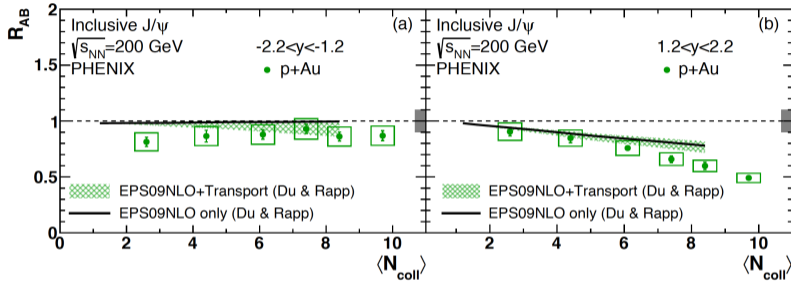 R_AB
2
1.5
1
0.5
0
Inclusive J/ψ
(a)
√s_NN=200 GeV
-2.2<y<-1.2
PHENIX
p+Au
EPS09NLO+Transport (Du & Rapp)
EPS09NLO only (Du & Rapp)
0 2 4 6 8 10
⟨N_coll⟩
Inclusive J/ψ
(b)
√s_NN=200 GeV
1.2<y<2.2
PHENIX
p+Au
EPS09NLO+Transport (Du & Rapp)
EPS09NLO only (Du & Rapp)
2 4 6 8 10
⟨N_coll⟩